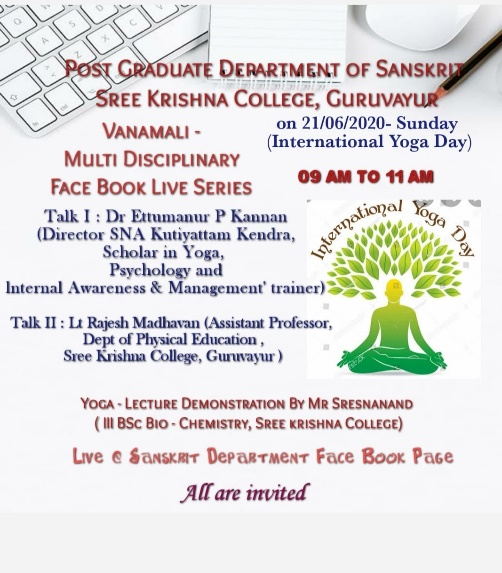 Post Graduate Department of Sanskrit
Sree Krishna College, Guruvayur
Vanamali -
Multi Disciplinary
Face Book Live Series
on 21/06/2020- Sunday
(International Yoga Day)
09 AM TO 11 AM
Talk I : Dr Ettumanur P Kannan
(Director SNA Kutiyattam Kendra,
Scholar in Yoga,
Psychology and
Internal Awareness & Management' trainer)
International Yoga Day
Talk II : Lt Rajesh Madhavan (Assistant Professor,
Dept of Physical Education ,
Sree Krishna College, Guruvayur )
Yoga - Lecture Demonstration By Mr Sresnanand
( III BSc Bio - Chemistry, Sree krishna College)
Live @ Sanskrit Department Face Book Page
All are invited